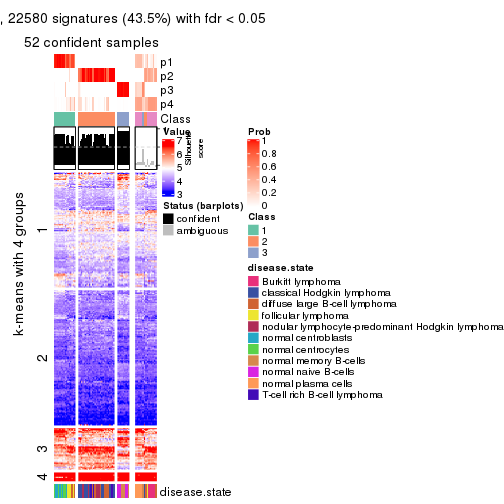 , 22580 signatures (43.5%) with fdr < 0.05
52 confident samples
p1
p2
p3
p4
Class
Silhouette
score
k-means with 4 groups
1
2
3
4
disease.state
Value
7
6
5
4
3
Status (barplots)
confident
ambiguous
Prob
1
0.8
0.6
0.4
0.2
0
Class
1
2
3
disease.state
Burkitt lymphoma
classical Hodgkin lymphoma
diffuse large B-cell lymphoma
follicular lymphoma
nodular lymphocyte-predominant Hodgkin lymphoma
normal centroblasts
normal centrocytes
normal memory B-cells
normal naive B-cells
normal plasma cells
T-cell rich B-cell lymphoma